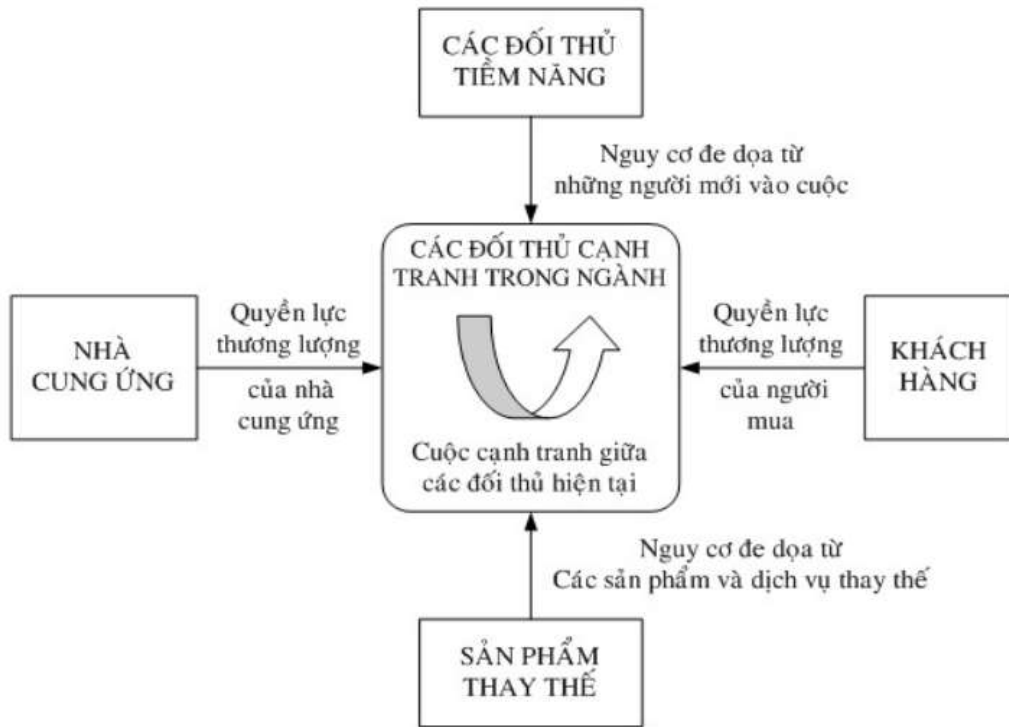 CÁC ĐỐI THỦ
TIỀM NĂNG
Nguy cơ đe dọa từ
những người mới vào cuộc
CÁC ĐỐI THỦ CẠNH
TRANH TRONG NGÀNH
Cuộc cạnh tranh giữa
các đối thủ hiện tại
NHÀ
CUNG ỨNG
Quyền lực
thương lượng
của nhà
cung ứng
Quyền lực
thương lượng
của người
mua
KHÁCH
HÀNG
Nguy cơ đe dọa từ
Các sản phẩm và dịch vụ thay thế
SẢN PHẨM
THAY THẾ